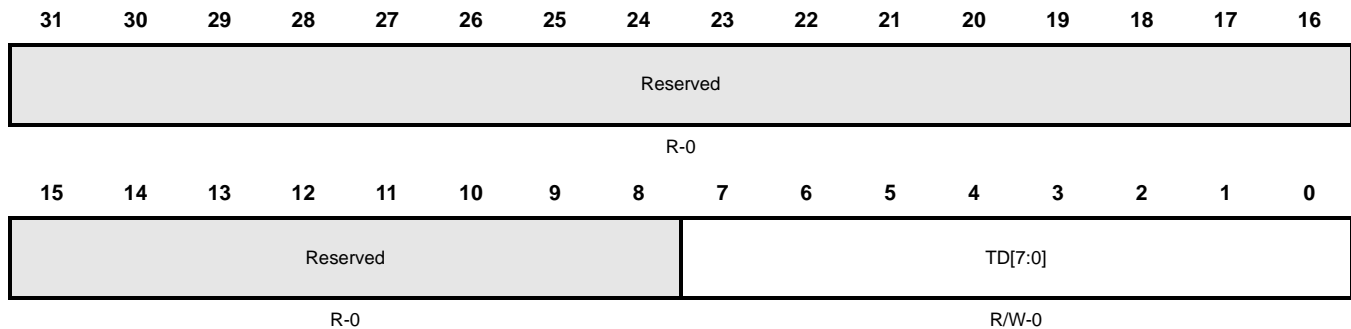 31 30 29 28 27 26 25 24 23 22 21 20 19 18 17 16
Reserved
R-0
15 14 13 12 11 10 9 8 7 6 5 4 3 2 1 0
Reserved TD[7:0]
R-0 R/W-0